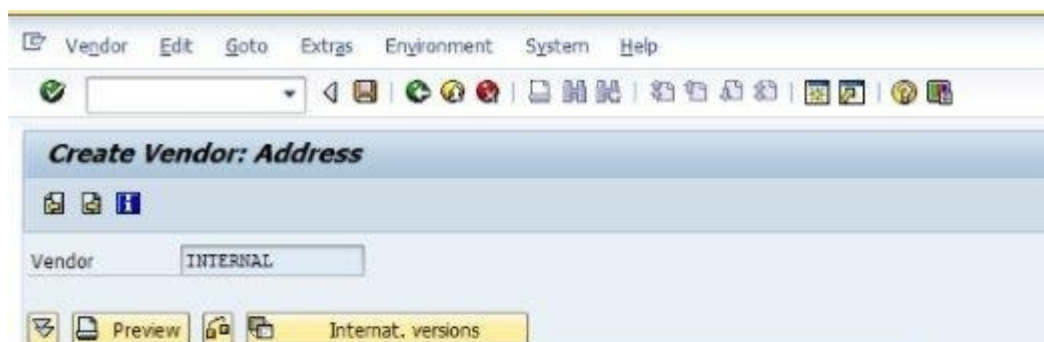 Vendor Edit Goto Extras Environment System Help
Create Vendor: Address
Vendor INTERNAL
Preview Internat. versions